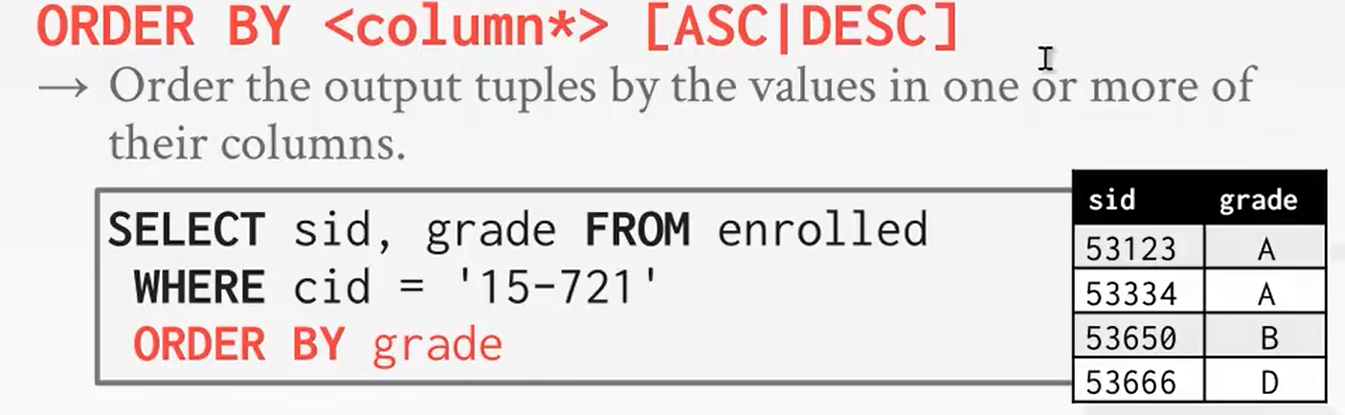 ORDER BY <column*> [ASC|DESC]
→ Order the output tuples by the values in one or more of
their columns.
SELECT sid, grade FROM enrolled
WHERE cid = '15-721'
ORDER BY grade
sid grade
53123 A
53334 A
53650 B
53666 D